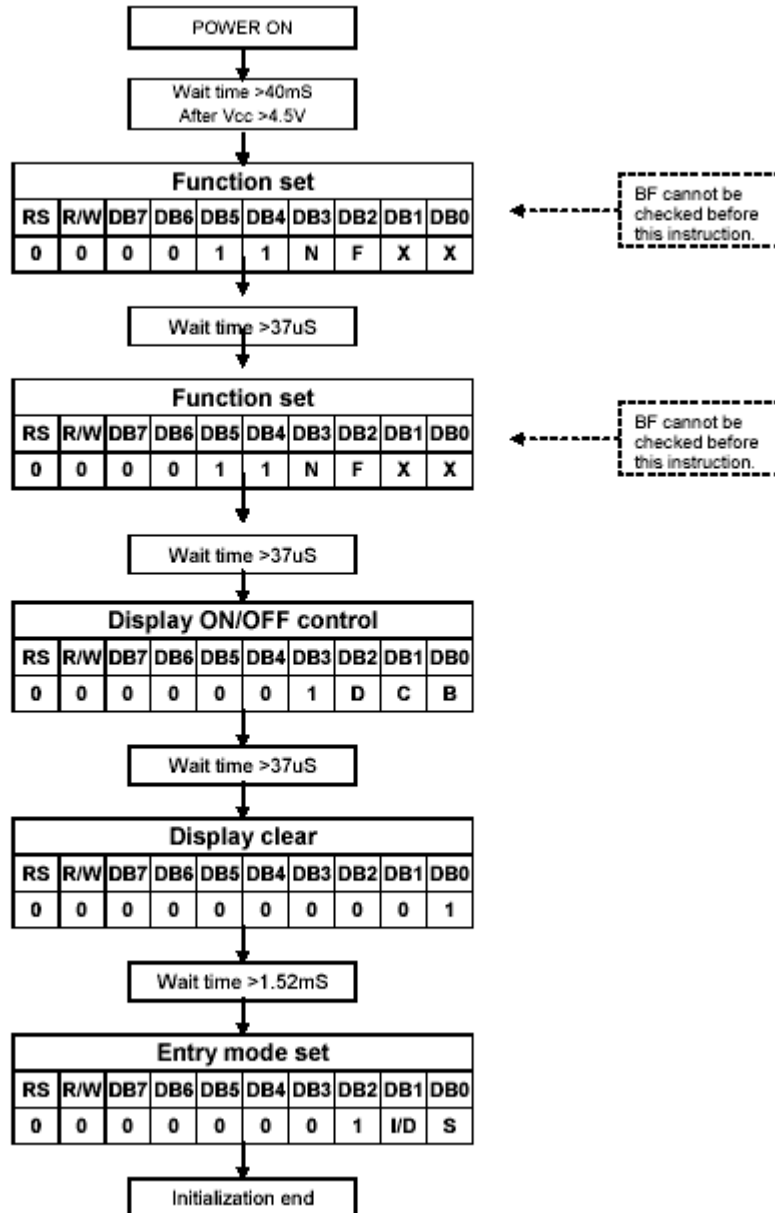 POWER ON
Wait time >40mS
After Vcc >4.5V
Function set
RS R/W DB7 DB6 DB5 DB4 DB3 DB2 DB1 DB0
0 0 0 0 1 1 N F X X
BF cannot be
checked before
this instruction.
Wait time >37uS
Function set
RS R/W DB7 DB6 DB5 DB4 DB3 DB2 DB1 DB0
0 0 0 0 1 1 N F X X
BF cannot be
checked before
this instruction.
Wait time >37uS
Display ON/OFF control
RS R/W DB7 DB6 DB5 DB4 DB3 DB2 DB1 DB0
0 0 0 0 0 0 1 D C B
Wait time >37uS
Display clear
RS R/W DB7 DB6 DB5 DB4 DB3 DB2 DB1 DB0
0 0 0 0 0 0 0 0 0 1
Wait time >1.52mS
Entry mode set
RS R/W DB7 DB6 DB5 DB4 DB3 DB2 DB1 DB0
0 0 0 0 0 0 0 1 I/D S
Initialization end